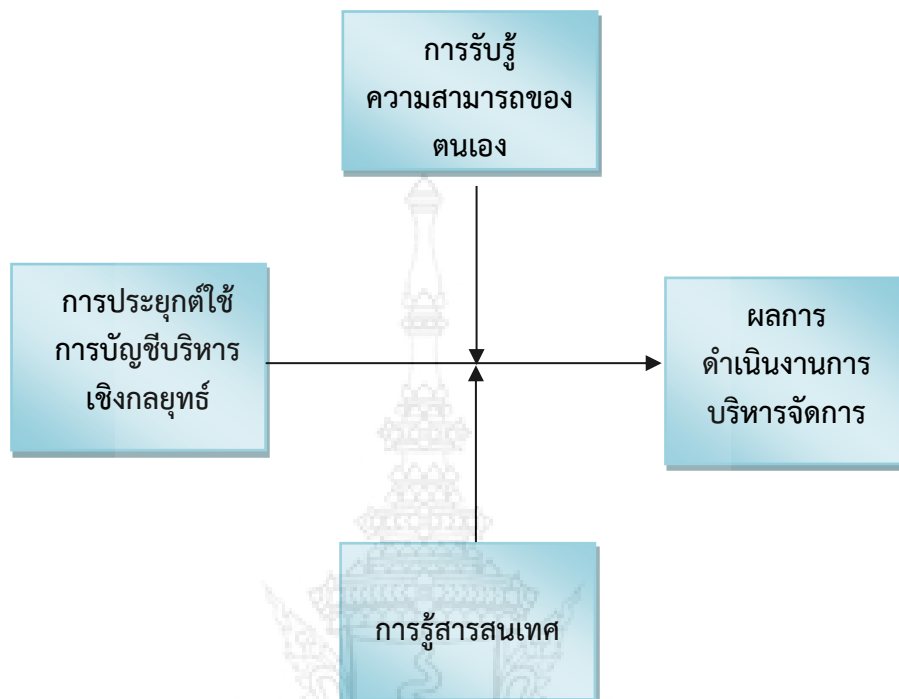 การรับรู้
ความสามารถของ
ตนเอง
การประยุกต์ใช้
การบัญชีบริหาร
เชิงกลยุทธ์
ผลการ
ดำเนินงานการ
บริหารจัดการ
การรู้สารสนเทศ